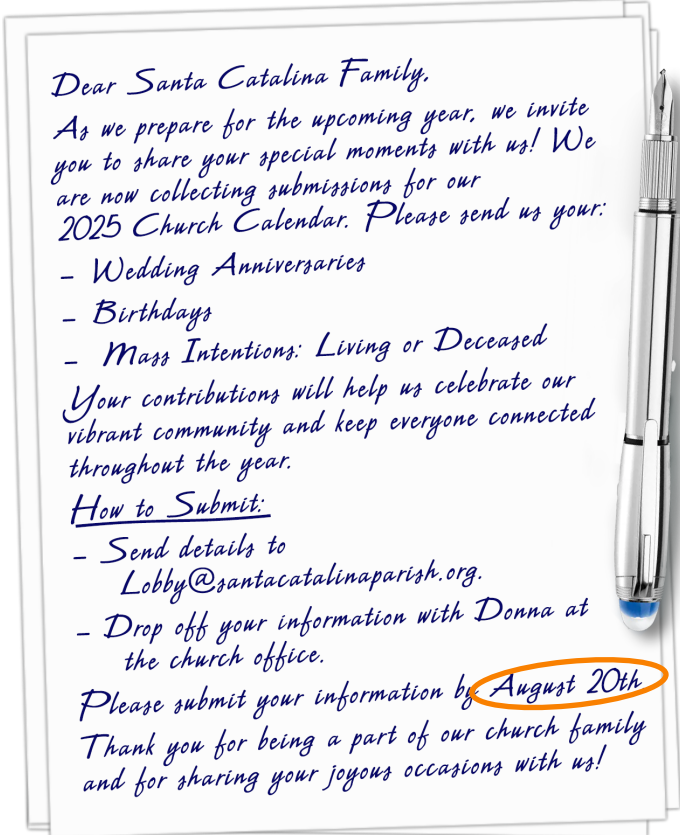 Dear Santa Catalina Family,
As we prepare for the upcoming year, we invite
you to share your special moments with us! We
are now collecting submissions for our
2025 Church Calendar. Please send us your:
- Wedding Anniversaries
- Birthdays
- Mass Intentions: Living or Deceased
Your contributions will help us celebrate our
vibrant community and keep everyone connected
throughout the year.
How to Submit:
- Send details to
Lobby@santacatalinaparish.org.
- Drop off your information with Donna at
the church office.
Please submit your information by August 20th
Thank you for being a part of our church family
and for sharing your joyous occasions with us!